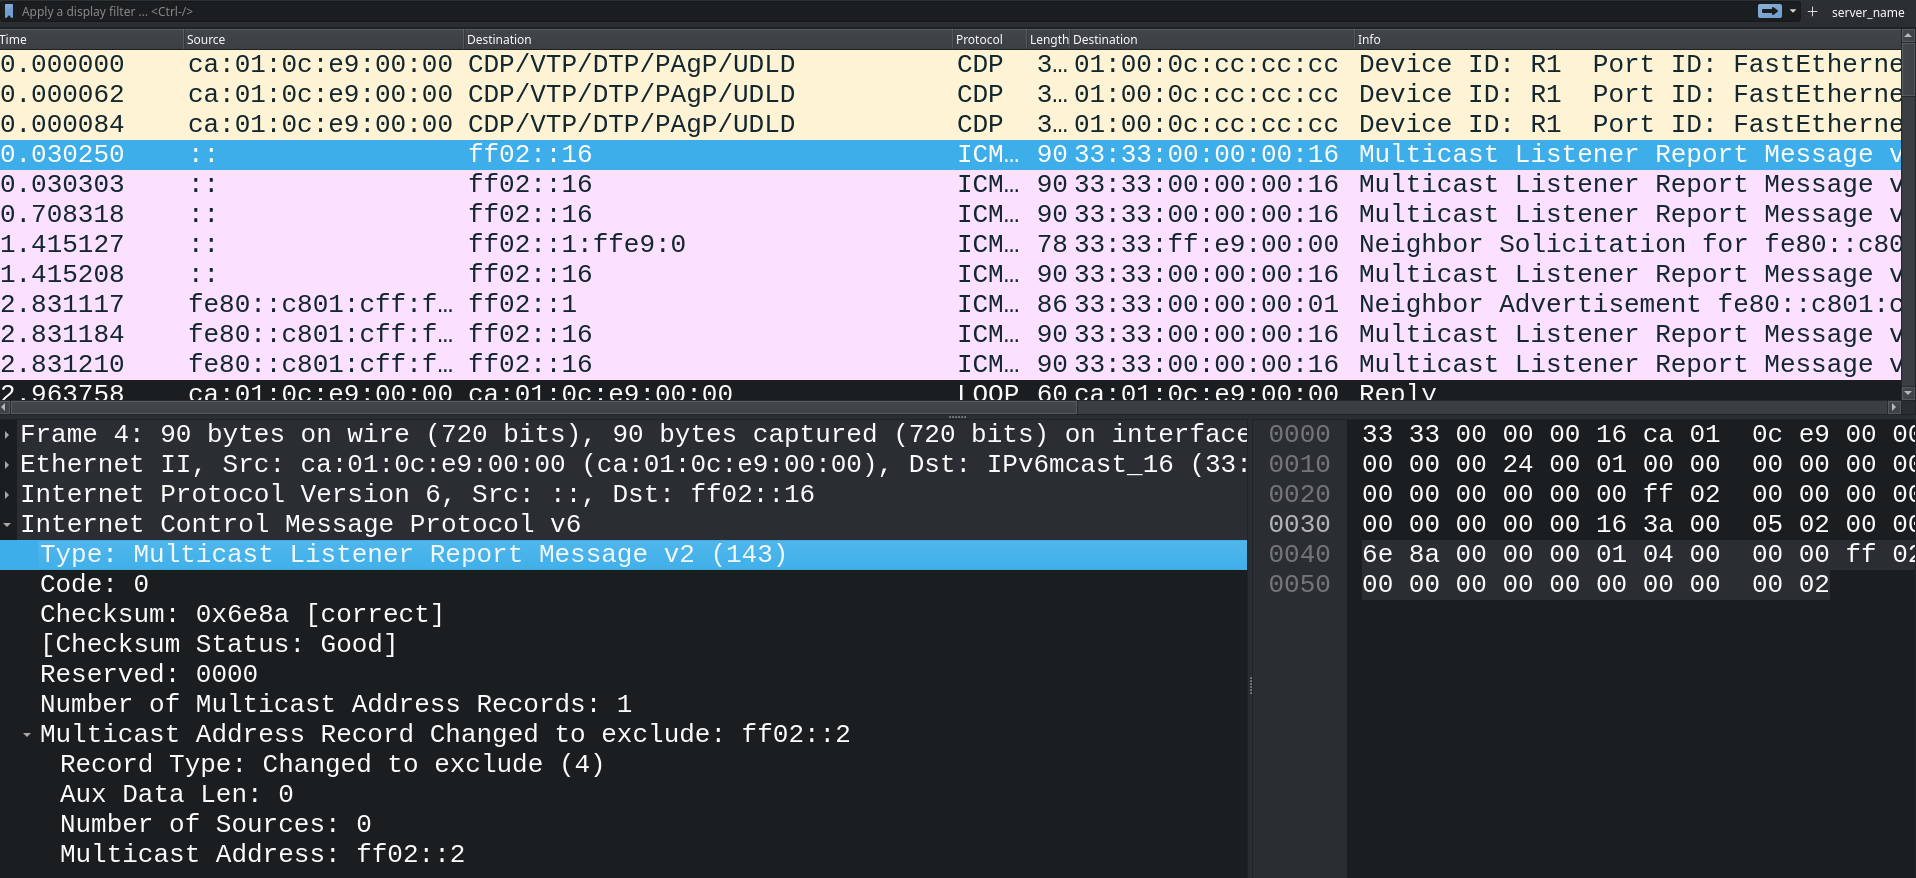 Apply a display filter … <Ctrl-/>
server_name
Time Source Destination Protocol Length Destination Info
0.000000 ca:01:0c:e9:00:00 CDP/VTP/DTP/PAgP/UDLD CDP 3… 01:00:0c:cc:cc:cc Device ID: R1  Port ID: FastEtherne
0.000062 ca:01:0c:e9:00:00 CDP/VTP/DTP/PAgP/UDLD CDP 3… 01:00:0c:cc:cc:cc Device ID: R1  Port ID: FastEtherne
0.000084 ca:01:0c:e9:00:00 CDP/VTP/DTP/PAgP/UDLD CDP 3… 01:00:0c:cc:cc:cc Device ID: R1  Port ID: FastEtherne
0.030250 :: ff02::16 ICM… 90 33:33:00:00:00:16 Multicast Listener Report Message v
0.030303 :: ff02::16 ICM… 90 33:33:00:00:00:16 Multicast Listener Report Message v
0.708318 :: ff02::16 ICM… 90 33:33:00:00:00:16 Multicast Listener Report Message v
1.415127 :: ff02::1:ffe9:0 ICM… 78 33:33:ff:e9:00:00 Neighbor Solicitation for fe80::c80
1.415208 :: ff02::16 ICM… 90 33:33:00:00:00:16 Multicast Listener Report Message v
2.831117 fe80::c801:cff:f… ff02::1 ICM… 86 33:33:00:00:00:01 Neighbor Advertisement fe80::c801:c
2.831184 fe80::c801:cff:f… ff02::16 ICM… 90 33:33:00:00:00:16 Multicast Listener Report Message v
2.831210 fe80::c801:cff:f… ff02::16 ICM… 90 33:33:00:00:00:16 Multicast Listener Report Message v
2.963758 ca:01:0c:e9:00:00 ca:01:0c:e9:00:00 LOOP 60 ca:01:0c:e9:00:00 Reply
Frame 4: 90 bytes on wire (720 bits), 90 bytes captured (720 bits) on interface
Ethernet II, Src: ca:01:0c:e9:00:00 (ca:01:0c:e9:00:00), Dst: IPv6mcast_16 (33:
Internet Protocol Version 6, Src: ::, Dst: ff02::16
Internet Control Message Protocol v6
Type: Multicast Listener Report Message v2 (143)
Code: 0
Checksum: 0x6e8a [correct]
[Checksum Status: Good]
Reserved: 0000
Number of Multicast Address Records: 1
Multicast Address Record Changed to exclude: ff02::2
Record Type: Changed to exclude (4)
Aux Data Len: 0
Number of Sources: 0
Multicast Address: ff02::2
0000 33 33 00 00 00 16 ca 01  0c e9 00 00
0010 00 00 00 24 00 01 00 00  00 00 00 00
0020 00 00 00 00 00 00 ff 02  00 00 00 00
0030 00 00 00 00 00 16 3a 00  05 02 00 00
0040 6e 8a 00 00 00 01 04 00  00 00 ff 02
0050 00 00 00 00 00 00 00 00  00 02